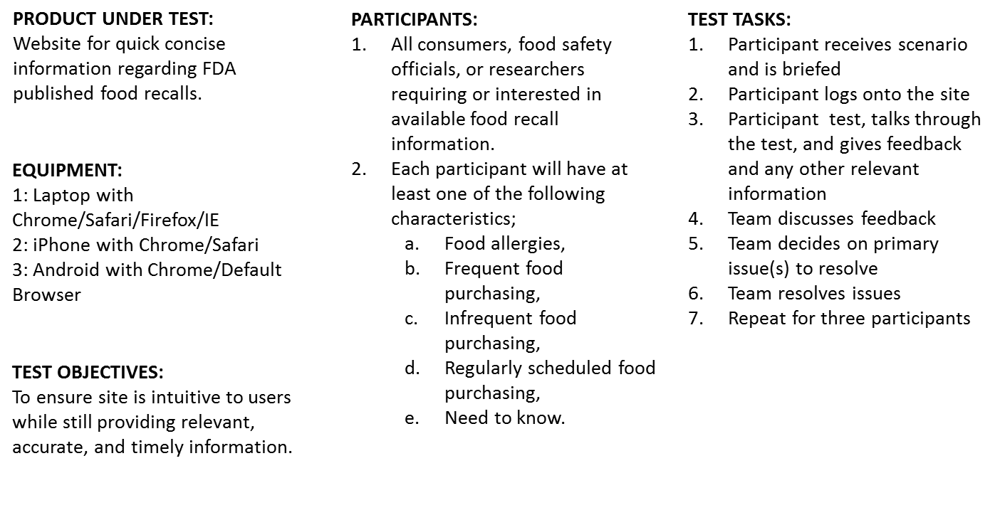 PRODUCT UNDER TEST:
Website for quick concise
information regarding FDA
published food recalls.
EQUIPMENT:
1: Laptop with
Chrome/Safari/Firefox/IE
2: iPhone with Chrome/Safari
3: Android with Chrome/Default
Browser
TEST OBJECTIVES:
To ensure site is intuitive to users
while still providing relevant,
accurate, and timely information.
PARTICIPANTS:
1. All consumers, food safety
officials, or researchers
requiring or interested in
available food recall
information.
2. Each participant will have at
least one of the following
characteristics;
a. Food allergies,
b. Frequent food
purchasing,
c. Infrequent food
purchasing,
d. Regularly scheduled food
purchasing,
e. Need to know.
TEST TASKS:
1. Participant receives scenario
and is briefed
2. Participant logs onto the site
3. Participant  test, talks through
the test, and gives feedback
and any other relevant
information
4. Team discusses feedback
5. Team decides on primary
issue(s) to resolve
6. Team resolves issues
7. Repeat for three participants